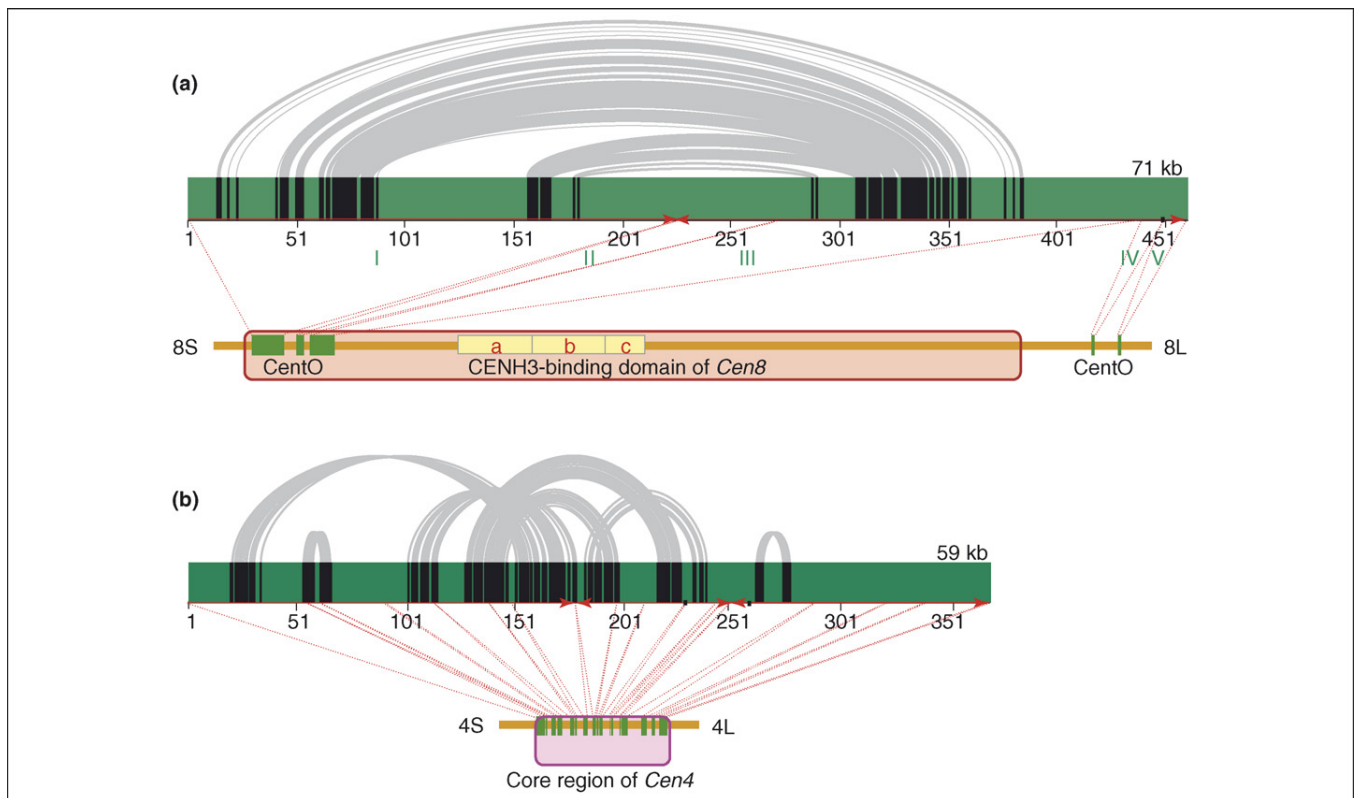 (a)
71 kb
1 51 101 151 201 251 301 351 401 451
I II III IV V
8S a b c 8L
CentO CENH3-binding domain of Cen8 CentO
(b)
59 kb
1 51 101 151 201 251 301 351
4S 4L
Core region of Cen4